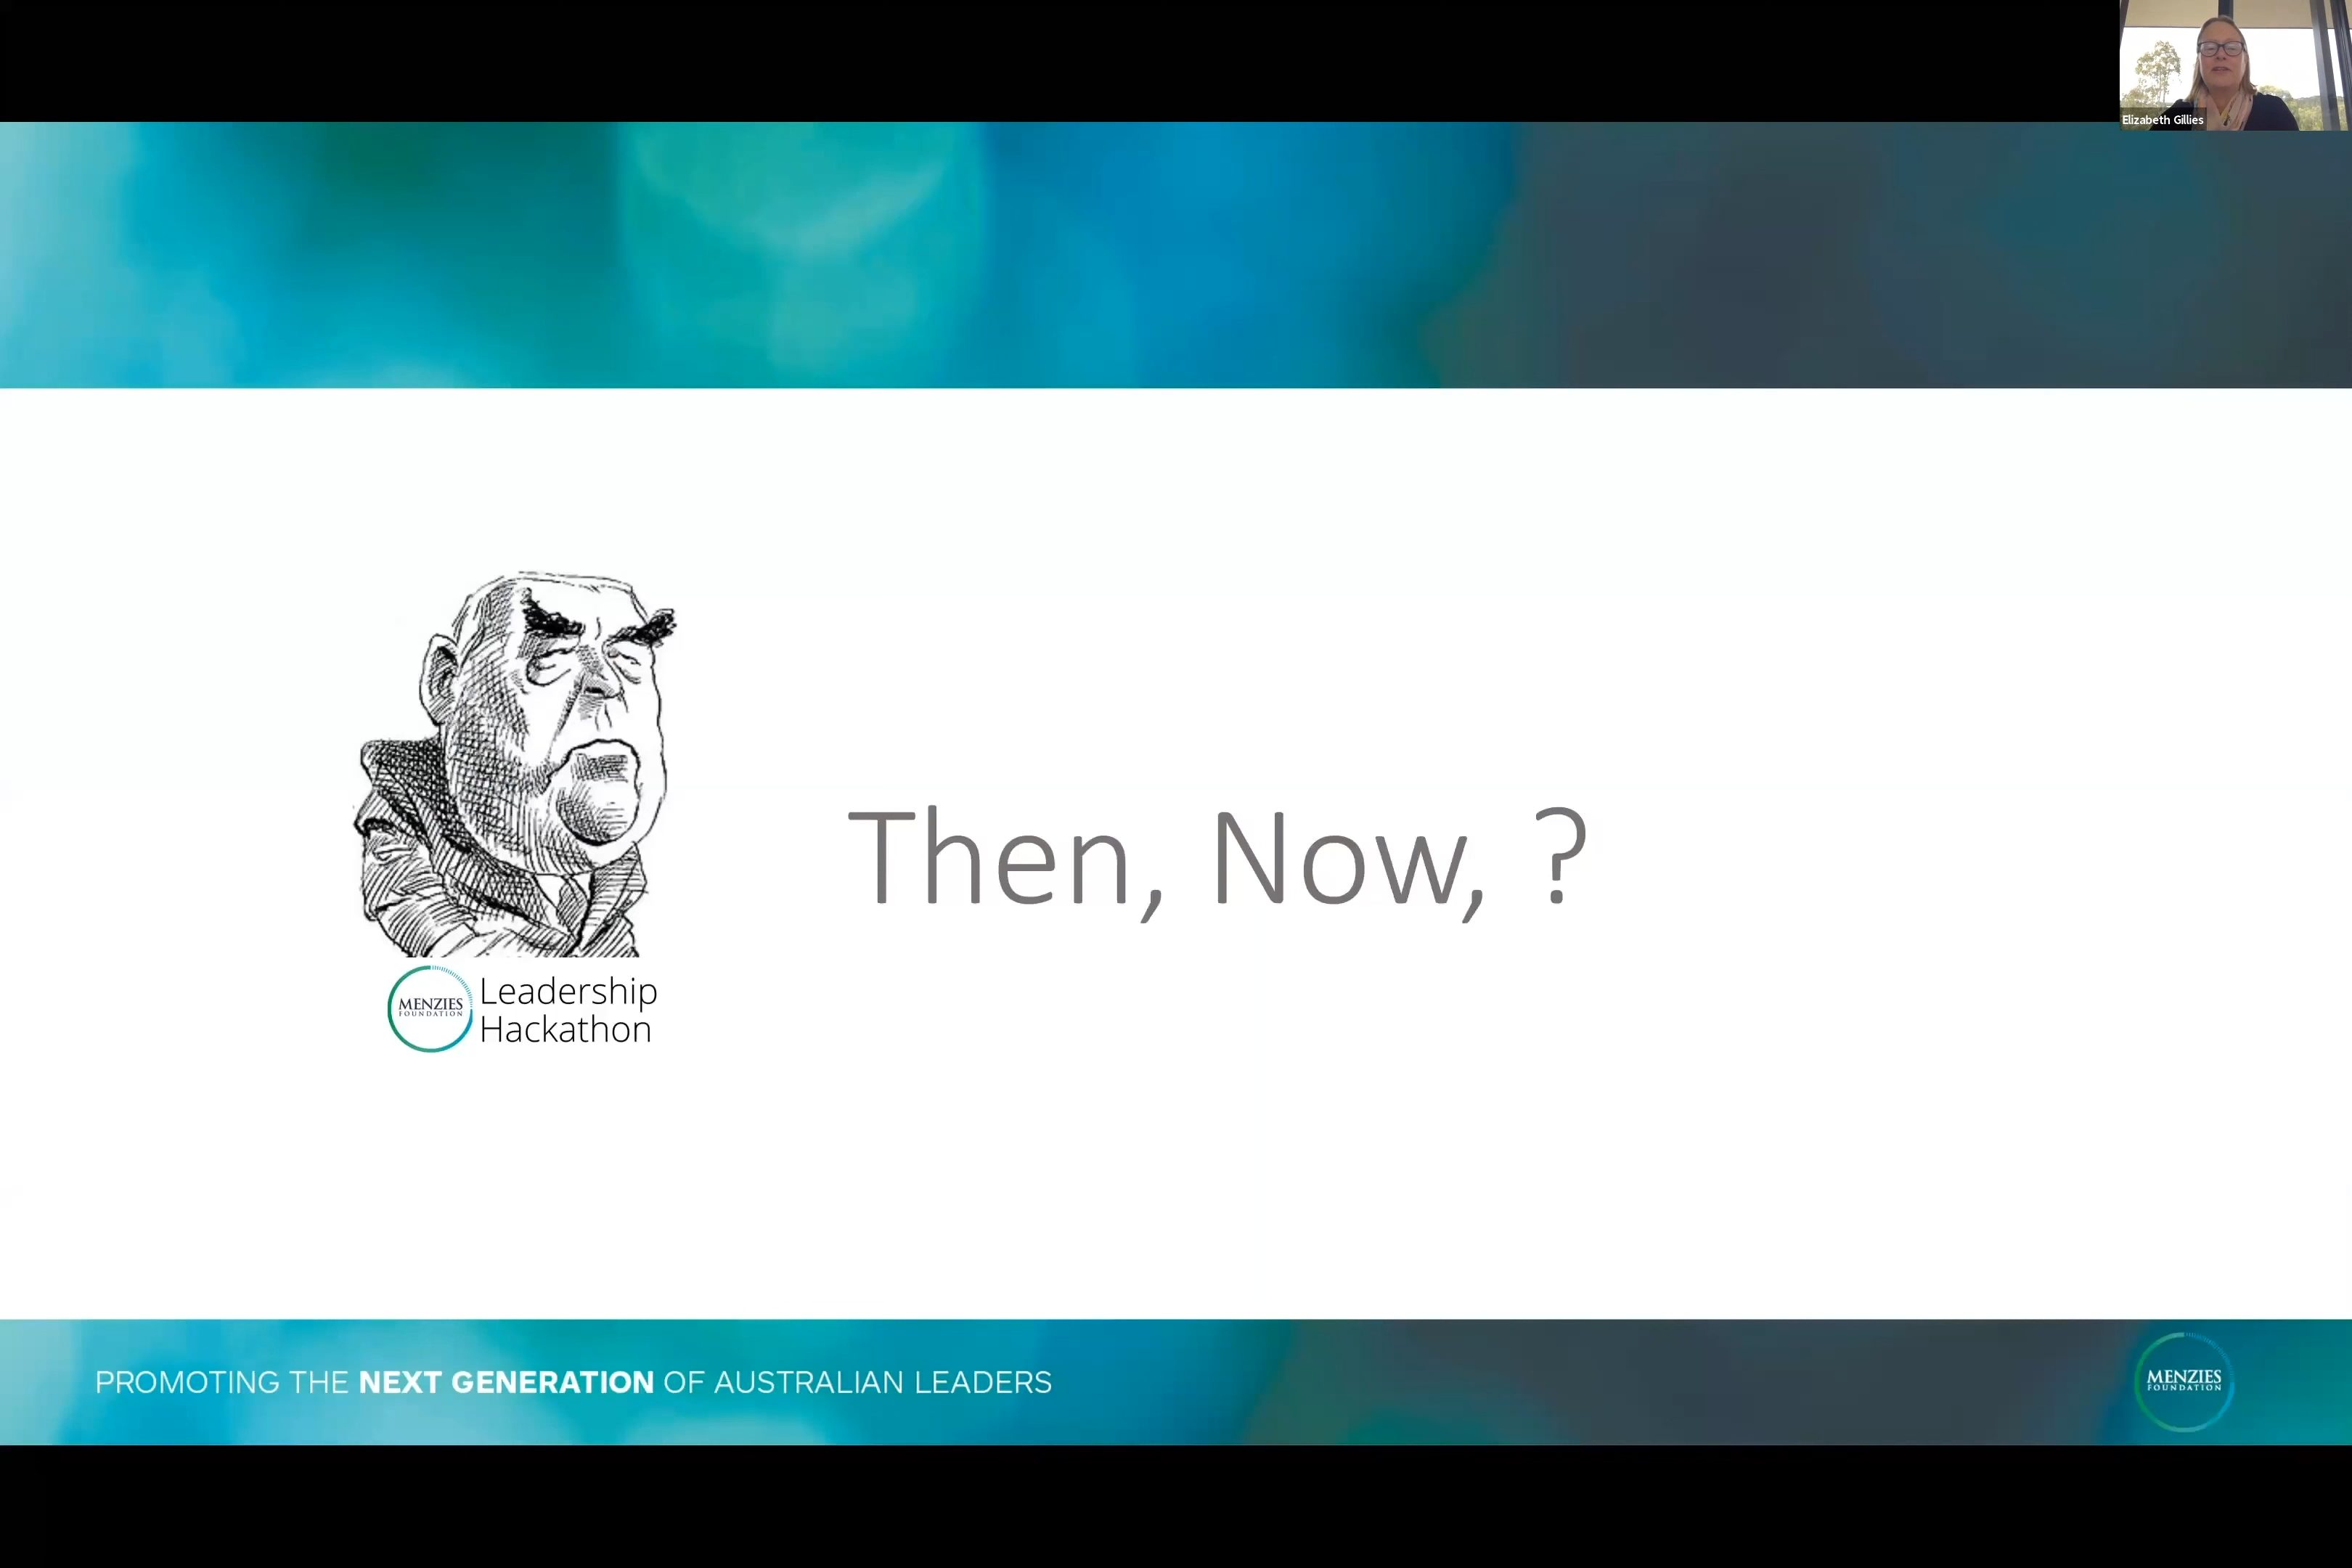 Elizabeth Gillies
Then, Now, ?
MENZIES
FOUNDATION
Leadership
Hackathon
PROMOTING THE NEXT GENERATION OF AUSTRALIAN LEADERS
MENZIES
FOUNDATION